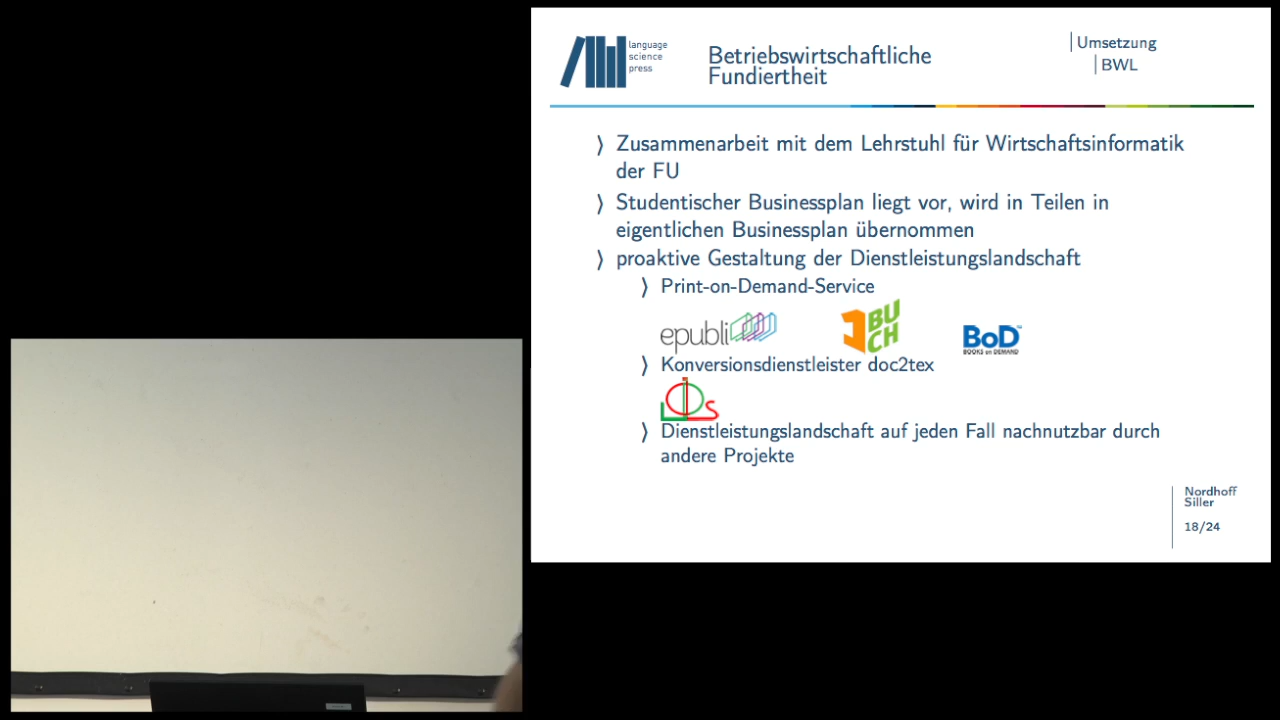 language
science
press
Betriebswirtschaftliche
Fundiertheit
Umsetzung
BWL
⟩ Zusammenarbeit mit dem Lehrstuhl für Wirtschaftsinformatik
der FU
⟩ Studentischer Businessplan liegt vor, wird in Teilen in
eigentlichen Businessplan übernommen
⟩ proaktive Gestaltung der Dienstleistungslandschaft
⟩ Print-on-Demand-Service
epubli
BUCH
BoD
BOOKS on DEMAND
⟩ Konversionsdienstleister doc2tex
⟩ Dienstleistungslandschaft auf jeden Fall nachnutzbar durch
andere Projekte
Nordhoff
Siller
18/24